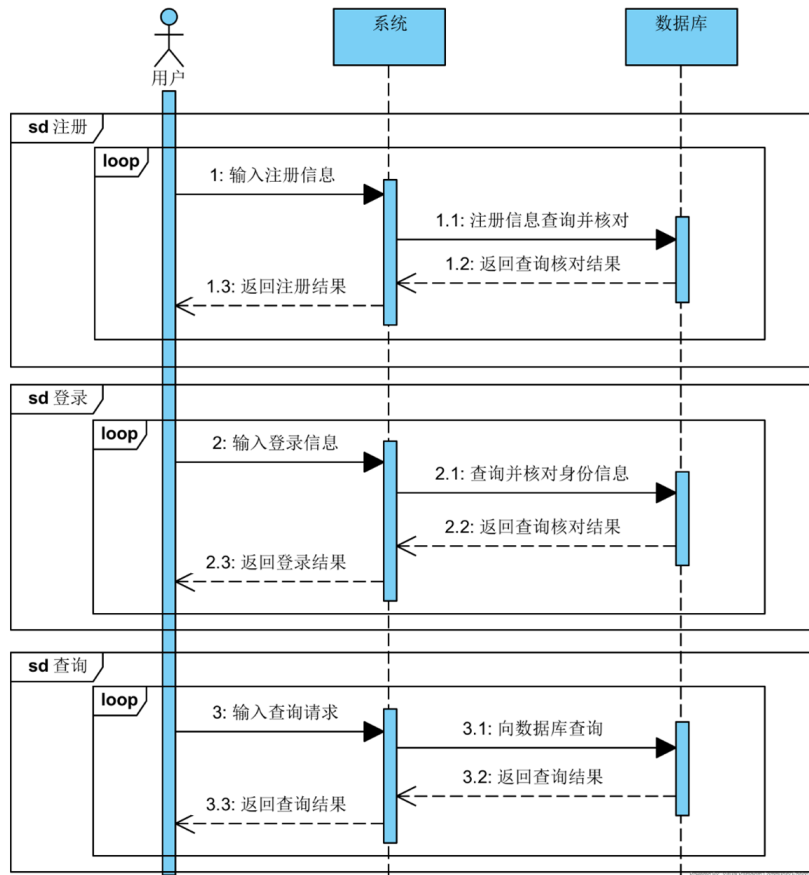 系统
数据库
用户
sd 注册
loop
1: 输入注册信息
1.1: 注册信息查询并核对
1.2: 返回查询核对结果
1.3: 返回注册结果
sd 登录
loop
2: 输入登录信息
2.1: 查询并核对身份信息
2.2: 返回查询核对结果
2.3: 返回登录结果
sd 查询
loop
3: 输入查询请求
3.1: 向数据库查询
3.2: 返回查询结果
3.3: 返回查询结果